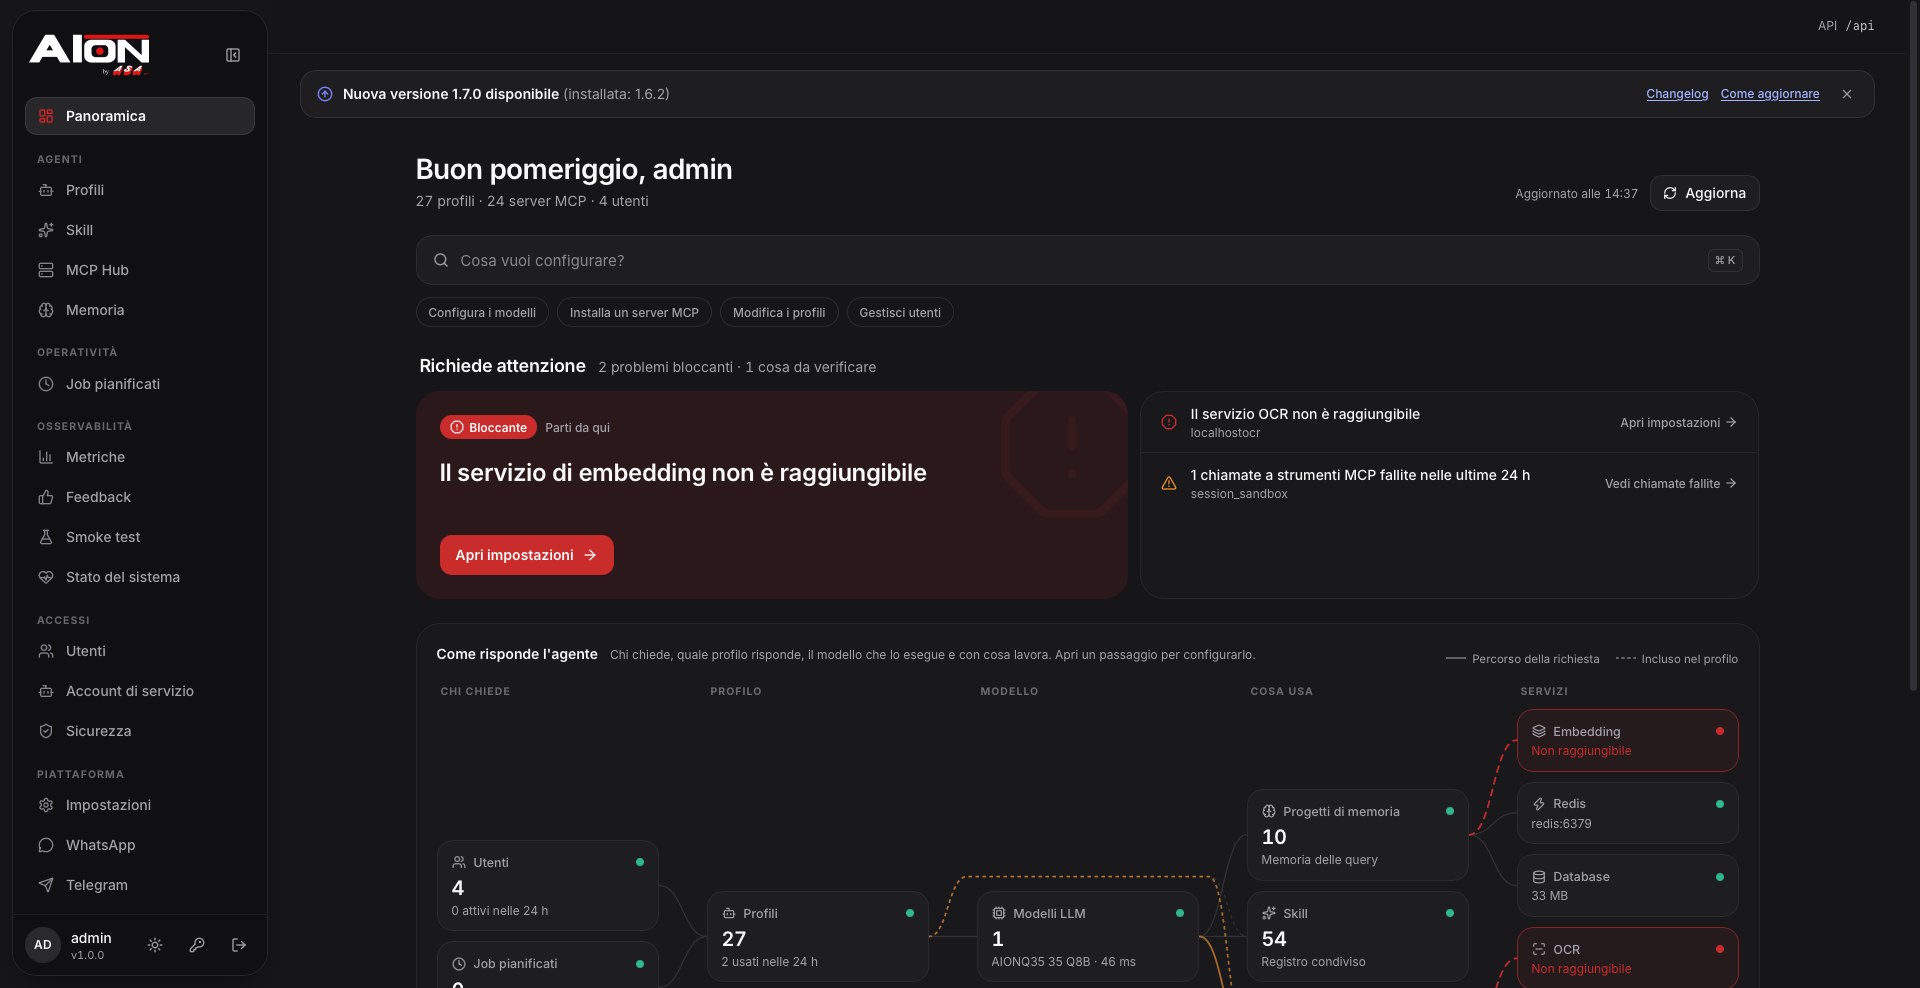 AION
by ASA
Panoramica
AGENTI
Profili
Skill
MCP Hub
Memoria
OPERATIVITÀ
Job pianificati
OSSERVABILITÀ
Metriche
Feedback
Smoke test
Stato del sistema
ACCESSI
Utenti
Account di servizio
Sicurezza
PIATTAFORMA
Impostazioni
WhatsApp
Telegram
AD admin
v1.0.0
API /api
Nuova versione 1.7.0 disponibile (installata: 1.6.2) Changelog Come aggiornare
Buon pomeriggio, admin
27 profili · 24 server MCP · 4 utenti
Aggiornato alle 14:37 Aggiorna
Cosa vuoi configurare? ⌘ K
Configura i modelli Installa un server MCP Modifica i profili Gestisci utenti
Richiede attenzione 2 problemi bloccanti · 1 cosa da verificare
Bloccante Parti da qui
Il servizio di embedding non è raggiungibile
Apri impostazioni
Il servizio OCR non è raggiungibile
localhostocr
Apri impostazioni
1 chiamate a strumenti MCP fallite nelle ultime 24 h
session_sandbox
Vedi chiamate fallite
Come risponde l'agente Chi chiede, quale profilo risponde, il modello che lo esegue e con cosa lavora. Apri un passaggio per configurarlo.
Percorso della richiesta Incluso nel profilo
CHI CHIEDE PROFILO MODELLO COSA USA SERVIZI
Utenti
4
0 attivi nelle 24 h
Job pianificati
0
Profili
27
2 usati nelle 24 h
Modelli LLM
1
AIONQ35 35 Q8B · 46 ms
Progetti di memoria
10
Memoria delle query
Skill
54
Registro condiviso
Embedding
Non raggiungibile
Redis
redis:6379
Database
33 MB
OCR
Non raggiungibile